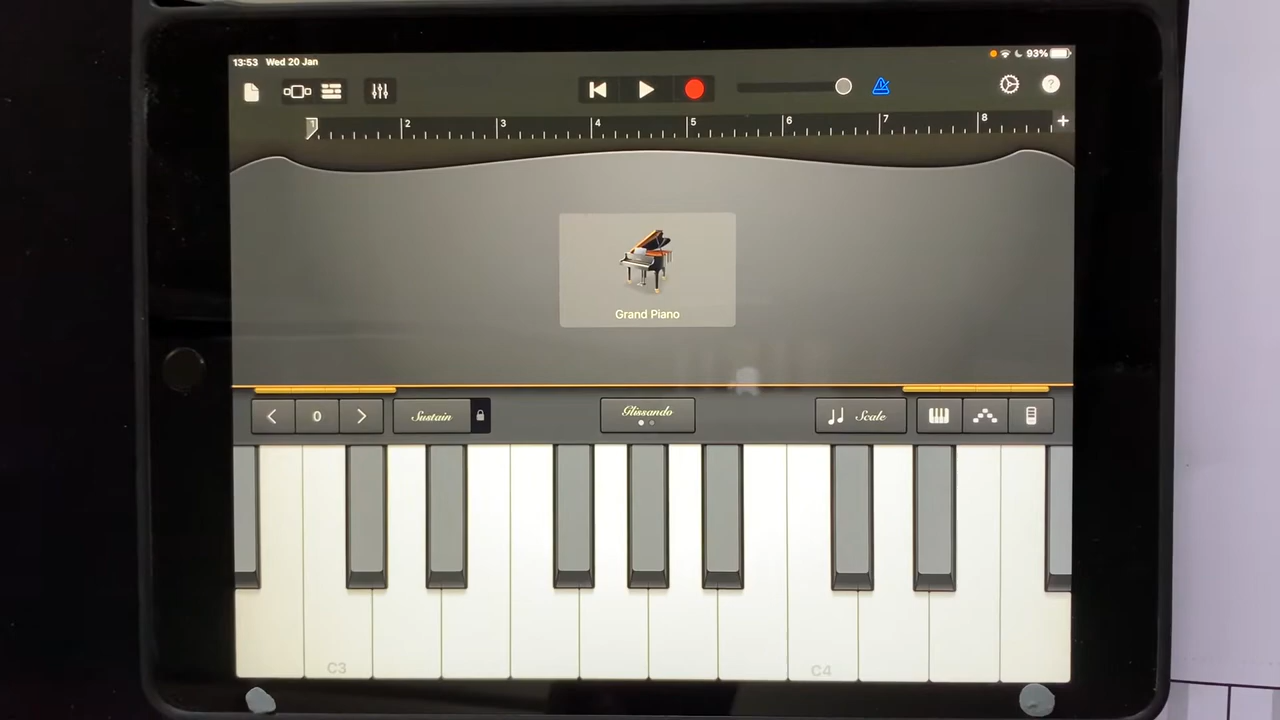 13:53 Wed 20 Jan 93%
?
1 2 3 4 5 6 7 8 +
Grand Piano
< 0 > Sustain Glissando Scale
C3 C4